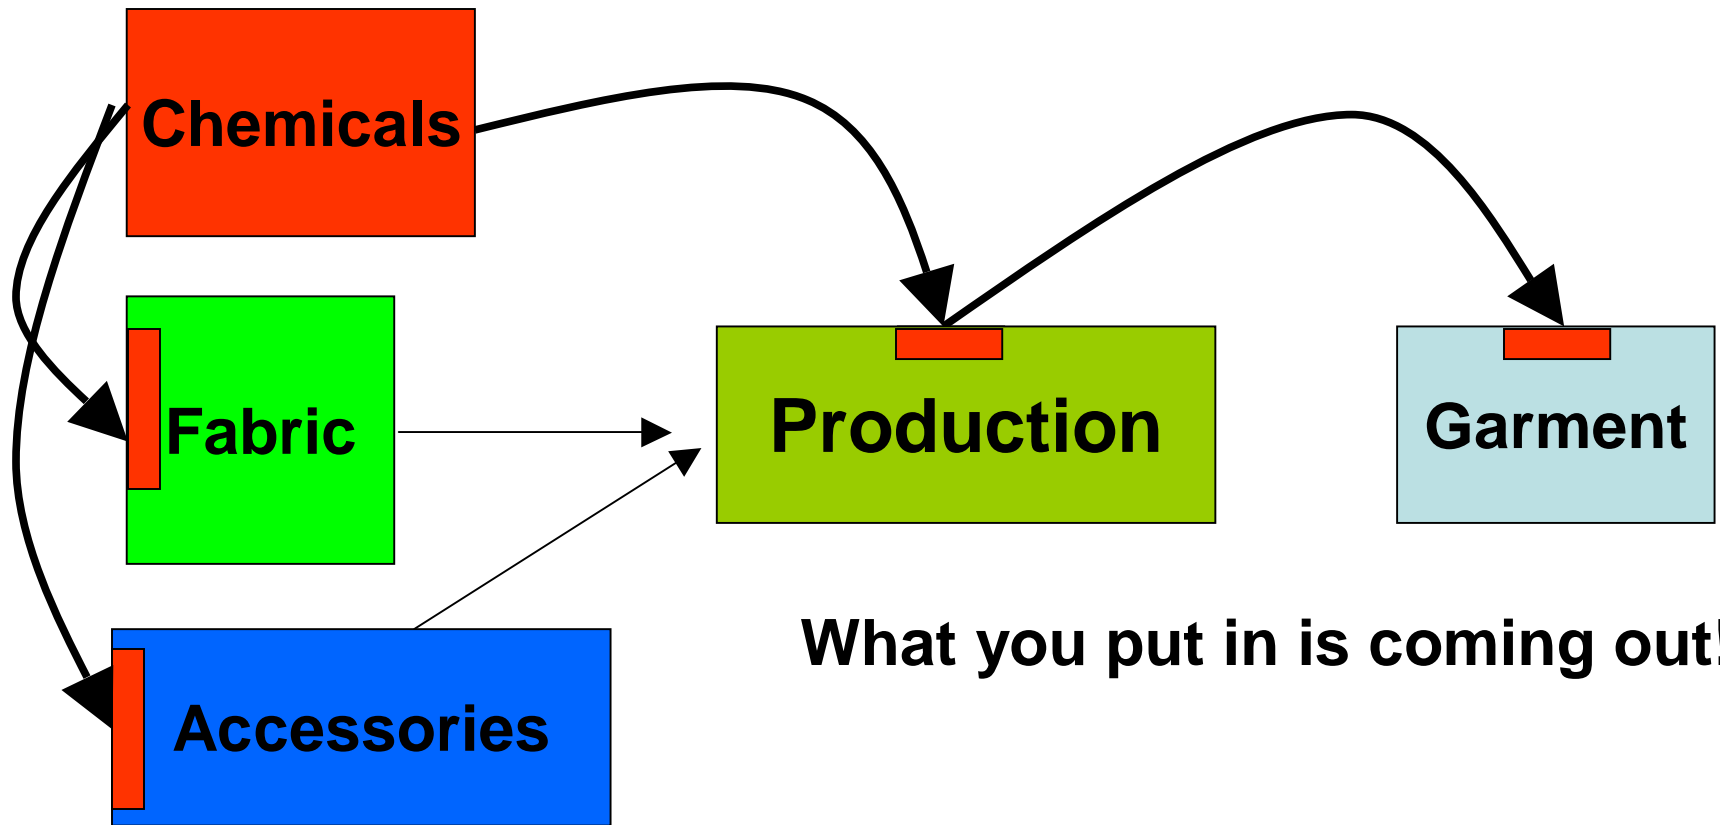 Chemicals
Fabric
Production
Garment
What you put in is coming out!
Accessories